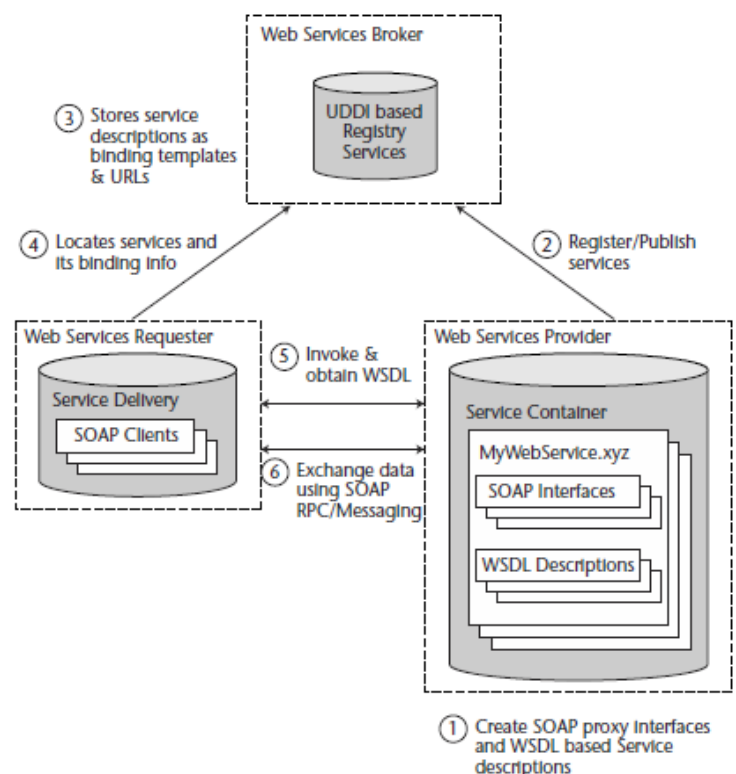 Web Services Broker
UDDI based
Registry
Services
3 Stores service
descriptions as
binding templates
& URLs
4 Locates services and
its binding info
2 Register/Publish
services
Web Services Requester
Service Delivery
SOAP Clients
5 Invoke &
obtain WSDL
6 Exchange data
using SOAP
RPC/Messaging
Web Services Provider
Service Container
MyWebService.xyz
SOAP Interfaces
WSDL Descriptions
1 Create SOAP proxy interfaces
and WSDL based Service
descriptions